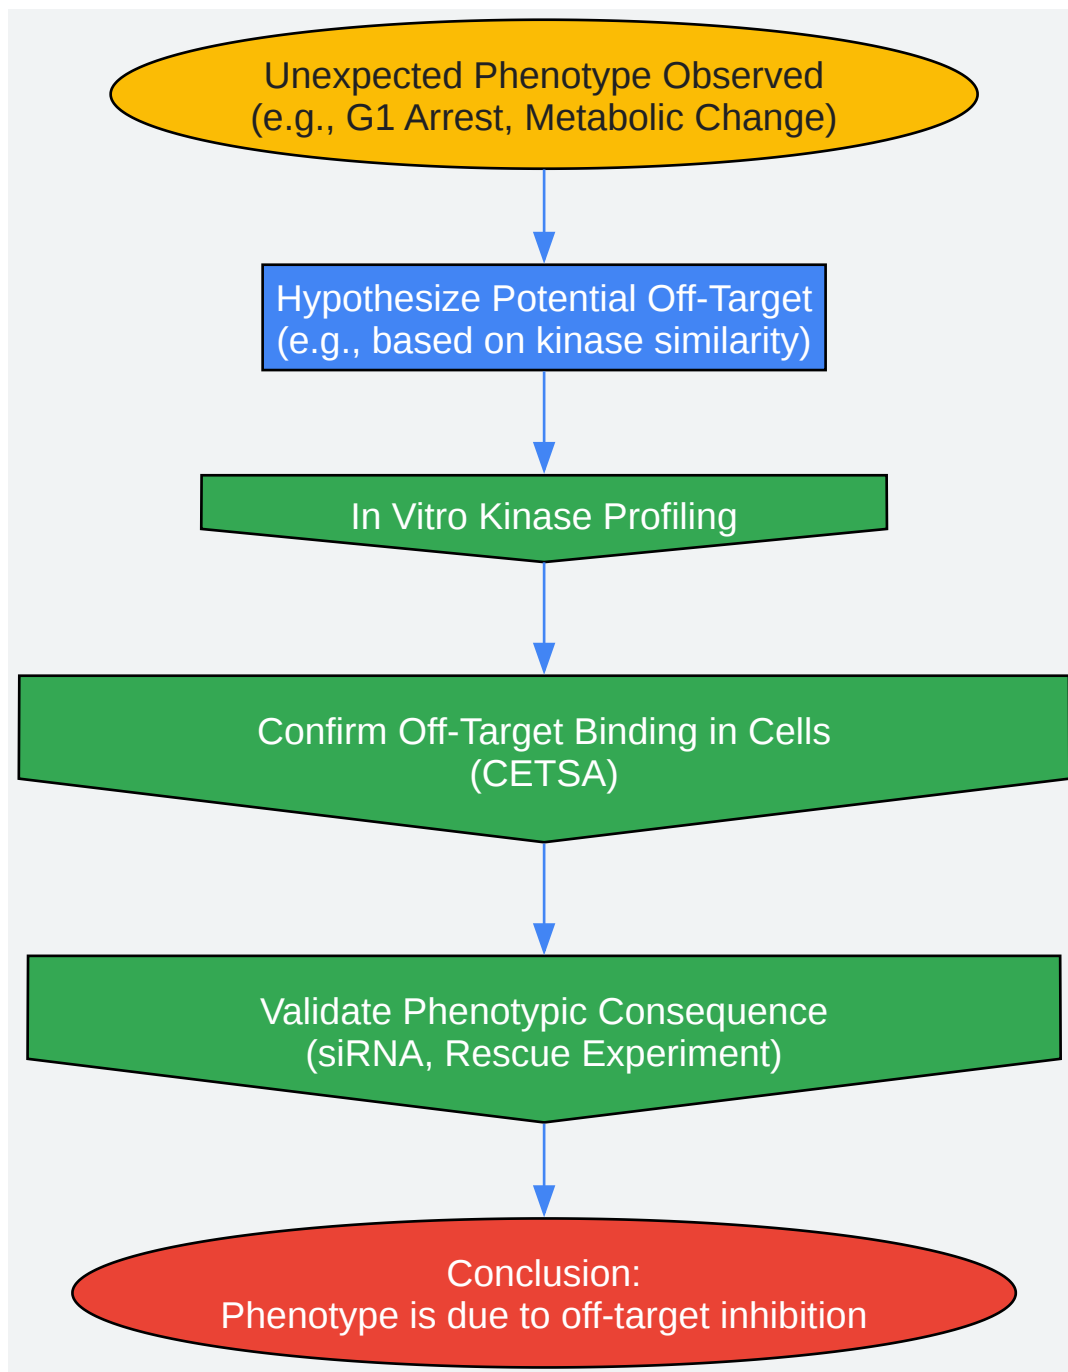 Unexpected Phenotype Observed
(e.g., G1 Arrest, Metabolic Change)
Hypothesize Potential Off-Target
(e.g., based on kinase similarity)
In Vitro Kinase Profiling
Confirm Off-Target Binding in Cells
(CETSA)
Validate Phenotypic Consequence
(siRNA, Rescue Experiment)
Conclusion:
Phenotype is due to off-target inhibition